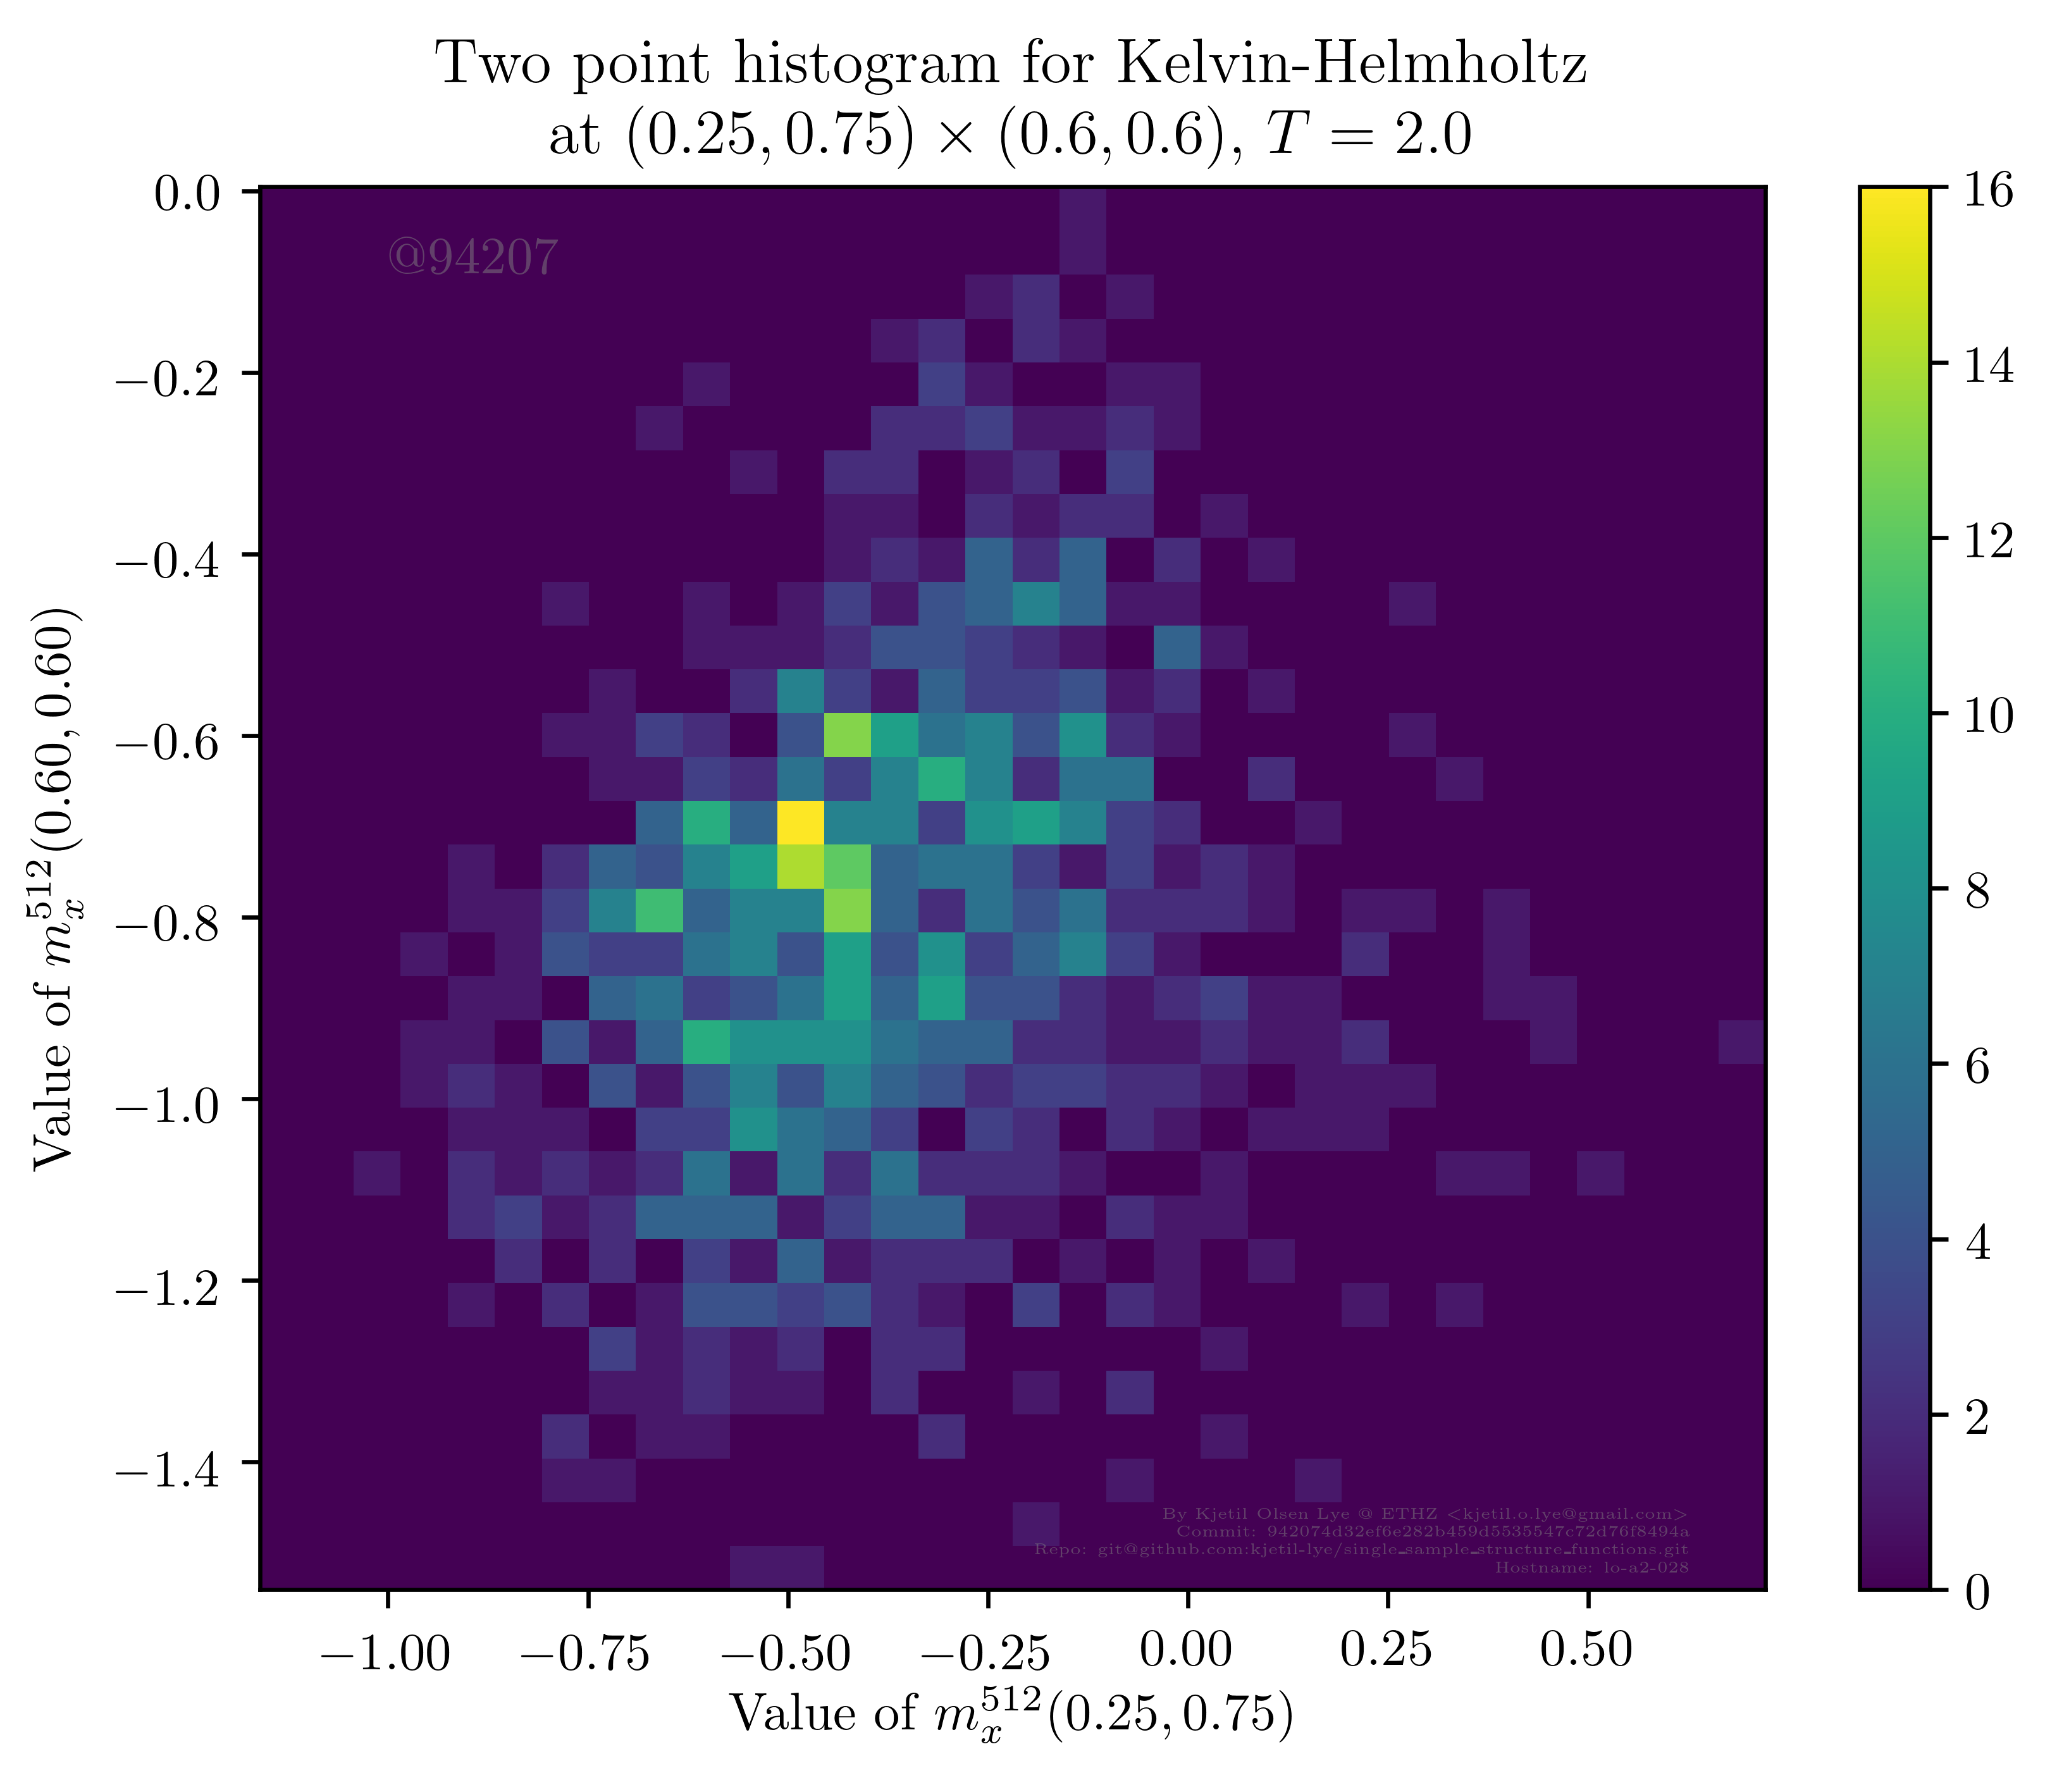 Two point histogram for Kelvin-Helmholtz
at (0.25, 0.75) × (0.6, 0.6), T = 2.0
@94207
0.0
−0.2
−0.4
−0.6
−0.8
−1.0
−1.2
−1.4
Value of m_x^512(0.60, 0.60)
−1.00 −0.75 −0.50 −0.25 0.00 0.25 0.50
Value of m_x^512(0.25, 0.75)
16
14
12
10
8
6
4
2
0
By Kjetil Olsen Lye @ ETHZ <kjetil.o.lye@gmail.com>
Commit: 942074d32ef6e282b459d5535547c72d76f8494a
Repo: git@github.com:kjetil-lye/single_sample_structure_functions.git
Hostname: lo-a2-028